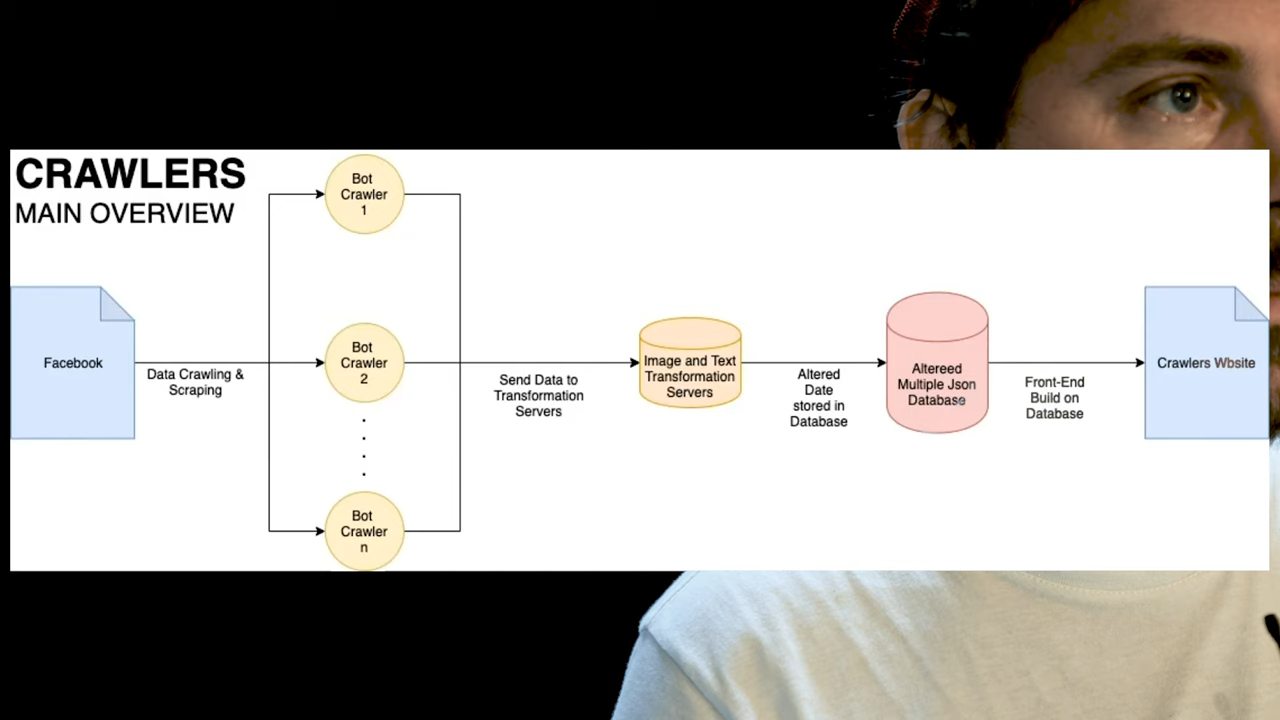 CRAWLERS
MAIN OVERVIEW
Bot
Crawler
1
Facebook
Data Crawling &
Scraping
Bot
Crawler
2
Bot
Crawler
n
Send Data to
Transformation
Servers
Image and Text
Transformation
Servers
Altered
Date
stored in
Database
Altereed
Multiple Json
Database
Front-End
Build on
Database
Crawlers Wbsite